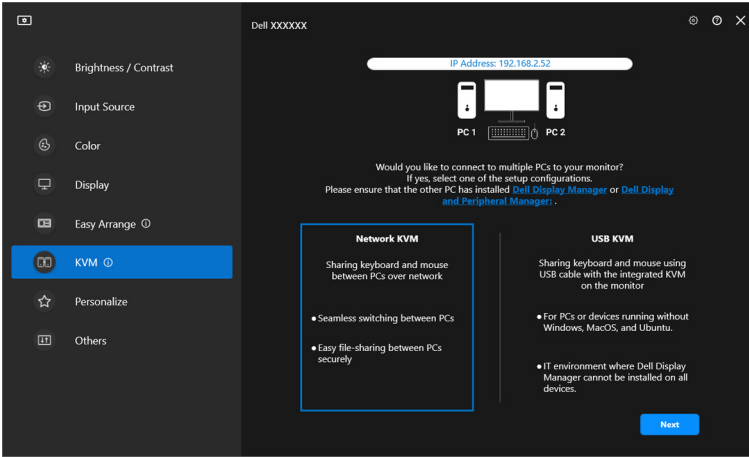 Dell XXXXXX
Brightness / Contrast
Input Source
Color
Display
Easy Arrange
KVM
Personalize
Others
IP Address: 192.168.2.52
PC 1
PC 2
Would you like to connect to multiple PCs to your monitor?
If yes, select one of the setup configurations.
Please ensure that the other PC has installed Dell Display Manager or Dell Display
and Peripheral Manager: .
Network KVM
Sharing keyboard and mouse
between PCs over network
● Seamless switching between PCs
● Easy file-sharing between PCs
securely
USB KVM
Sharing keyboard and mouse using
USB cable with the integrated KVM
on the monitor
● For PCs or devices running without
Windows, MacOS, and Ubuntu.
● IT environment where Dell Display
Manager cannot be installed on all
devices.
Next